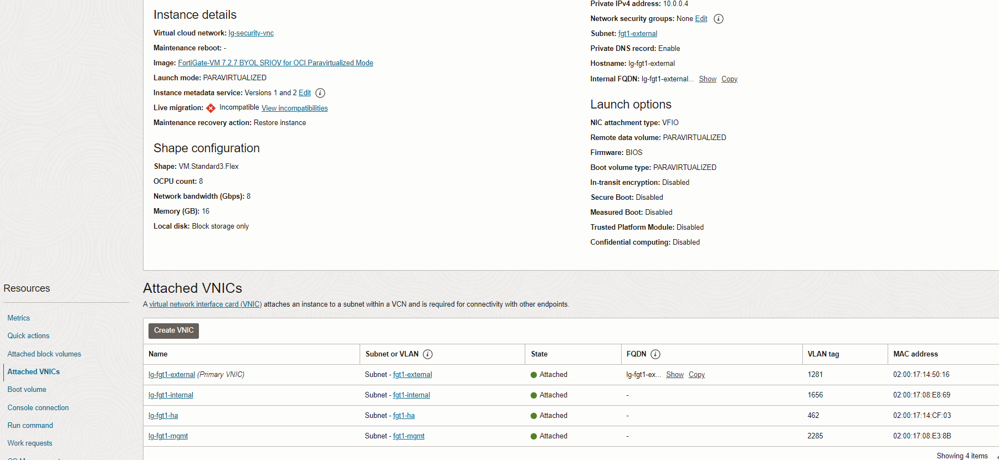 Instance details
Virtual cloud network: lg-security-vnc
Maintenance reboot: -
Image: FortiGate-VM 7.2.7 BYOL SRIOV for OCI Paravirtualized Mode
Launch mode: PARAVIRTUALIZED
Instance metadata service: Versions 1 and 2 Edit
Live migration: Incompatible View incompatibilities
Maintenance recovery action: Restore instance
Shape configuration
Shape: VM.Standard3.Flex
OCPU count: 8
Network bandwidth (Gbps): 8
Memory (GB): 16
Local disk: Block storage only
Private IPv4 address: 10.0.0.4
Network security groups: None Edit
Subnet: fgt1-external
Private DNS record: Enable
Hostname: lg-fgt1-external
Internal FQDN: lg-fgt1-external... Show Copy
Launch options
NIC attachment type: VFIO
Remote data volume: PARAVIRTUALIZED
Firmware: BIOS
Boot volume type: PARAVIRTUALIZED
In-transit encryption: Disabled
Secure Boot: Disabled
Measured Boot: Disabled
Trusted Platform Module: Disabled
Confidential computing: Disabled
Resources
Metrics
Quick actions
Attached block volumes
Attached VNICs
Boot volume
Console connection
Run command
Work requests
Attached VNICs
A virtual network interface card (VNIC) attaches an instance to a subnet within a VCN and is required for connectivity with other endpoints.
Create VNIC
Name Subnet or VLAN State FQDN VLAN tag MAC address
lg-fgt1-external (Primary VNIC) Subnet - fgt1-external Attached lg-fgt1-ex... Show Copy 1281 02:00:17:14:50:16
lg-fgt1-internal Subnet - fgt1-internal Attached - 1656 02:00:17:08:E8:69
lg-fgt1-ha Subnet - fgt1-ha Attached - 462 02:00:17:14:CF:03
lg-fgt1-mgmt Subnet - fgt1-mgmt Attached - 2285 02:00:17:08:E3:8B
Showing 4 items